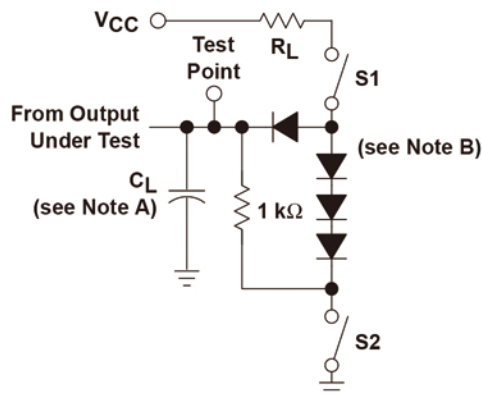 VCC
RL
Test
Point
S1
From Output
Under Test
(see Note B)
CL
(see Note A)
1 kΩ
S2